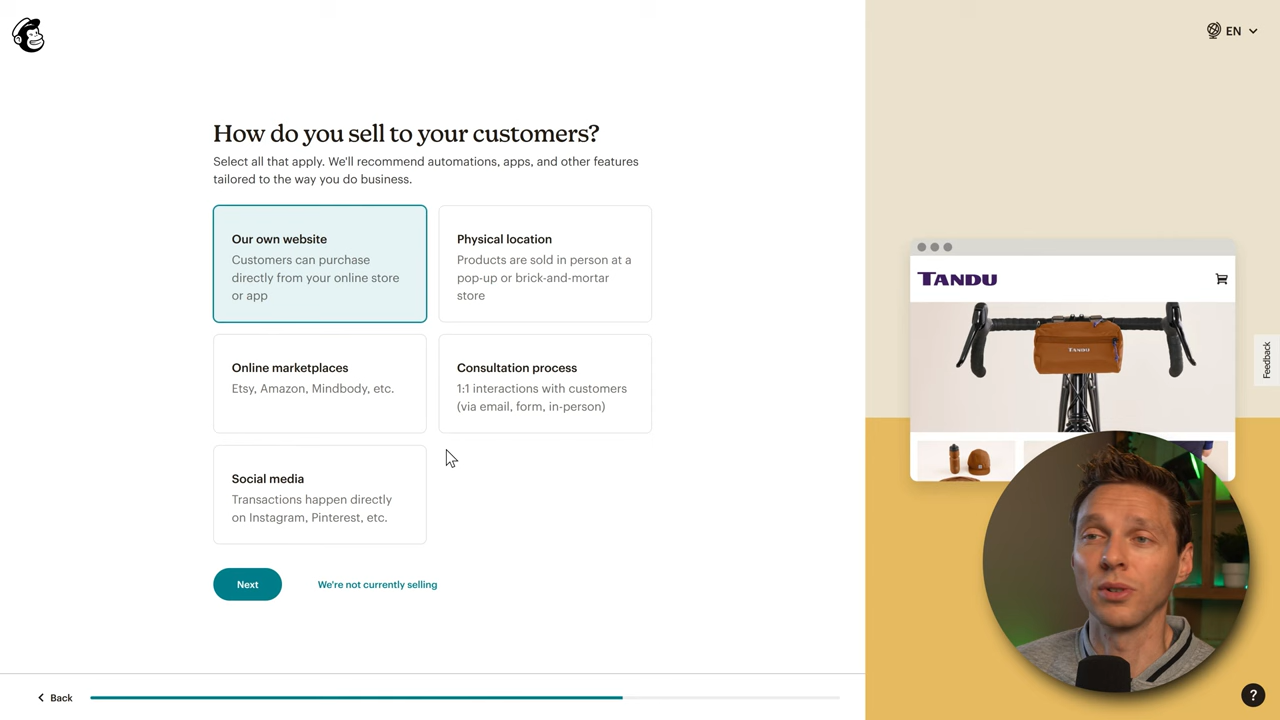 EN
How do you sell to your customers?
Select all that apply. We'll recommend automations, apps, and other features
tailored to the way you do business.
Our own website
Customers can purchase
directly from your online store
or app
Physical location
Products are sold in person at a
pop-up or brick-and-mortar
store
Online marketplaces
Etsy, Amazon, Mindbody, etc.
Consultation process
1:1 interactions with customers
(via email, form, in-person)
Social media
Transactions happen directly
on Instagram, Pinterest, etc.
Next
We're not currently selling
Back
TANDU
TANDU
Feedback
?